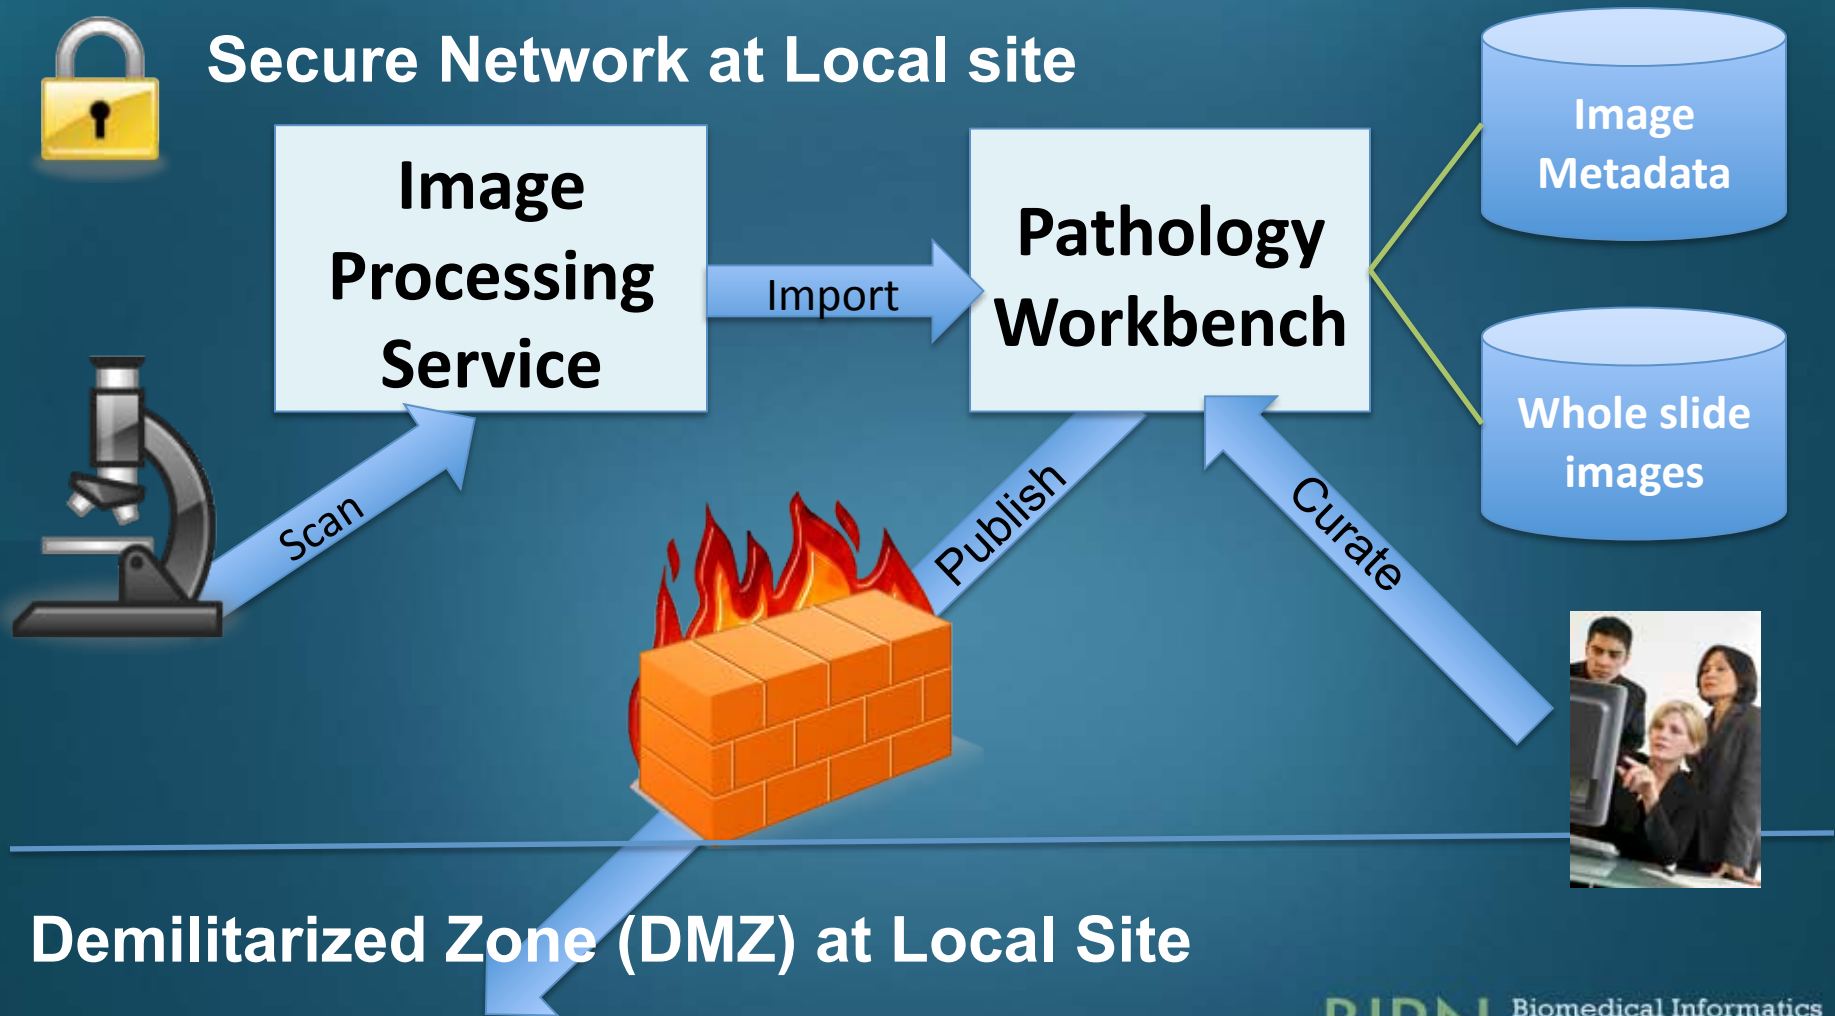 Secure Network at Local site
Image
Processing
Service
Import
Pathology
Workbench
Image
Metadata
Whole slide
images
Scan
Publish
Curate
Demilitarized Zone (DMZ) at Local Site
BIRN
Biomedical Informatics